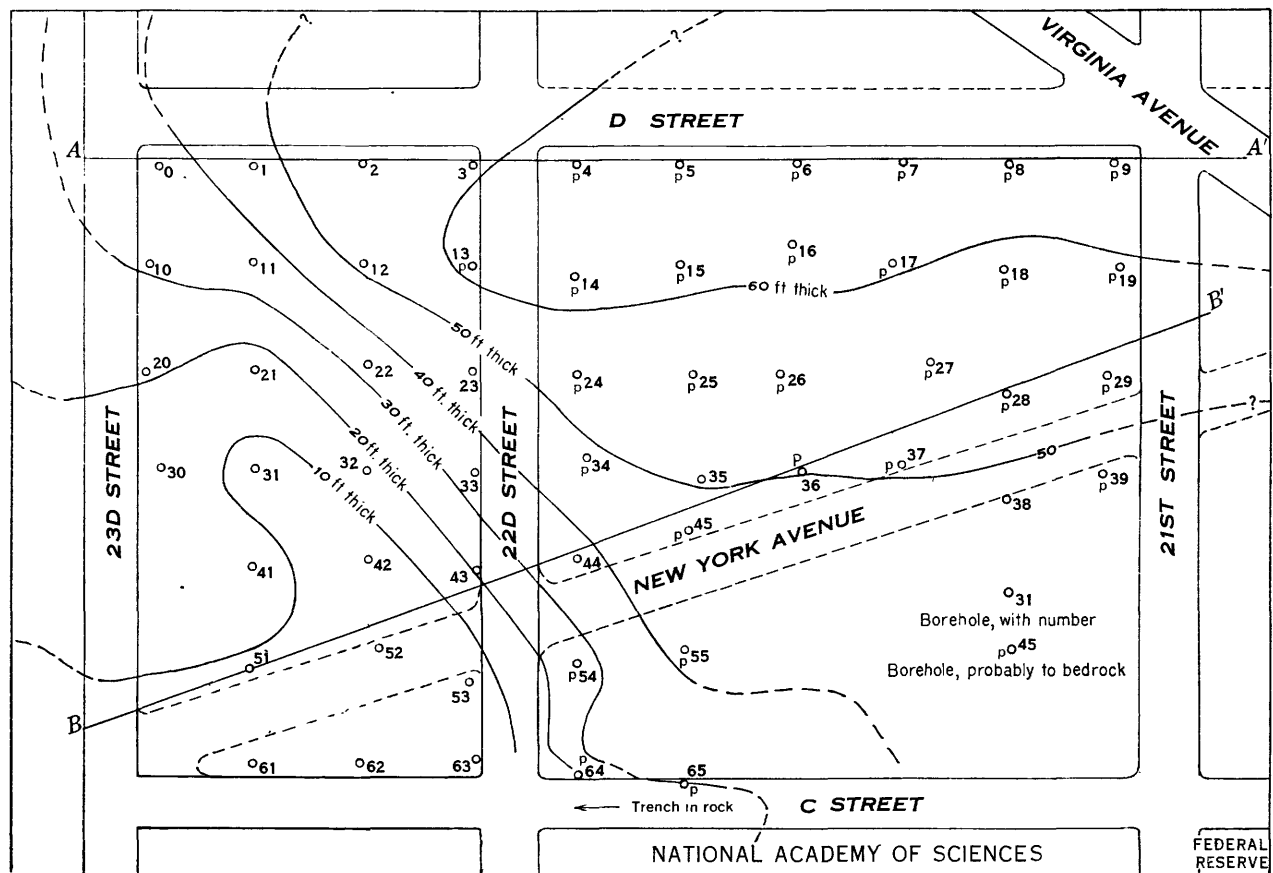 ?
?
VIRGINIA AVENUE
D STREET
A
A'
0
1
2
3
p 4
p 5
p 6
p 7
p 8
p 9
10
11
12
13
p
p 14
p 15
p 16
p 17
p 18
p 19
60 ft thick
B'
50 ft thick
20
21
22
23
p 24
p 25
p 26
p 27
p 28
p 29
40 ft. thick
30 ft. thick
20 ft. thick
10 ft thick
?
23D STREET
22D STREET
21ST STREET
30
31
32
33
p 34
35
p
36
p 37
50
38
p 39
41
42
43
44
p 45
NEW YORK AVENUE
31
Borehole, with number
p 45
Borehole, probably to bedrock
51
52
53
p 54
p 55
B
61
62
63
p
64
65
p
Trench in rock
C STREET
NATIONAL ACADEMY OF SCIENCES
FEDERAL
RESERVE